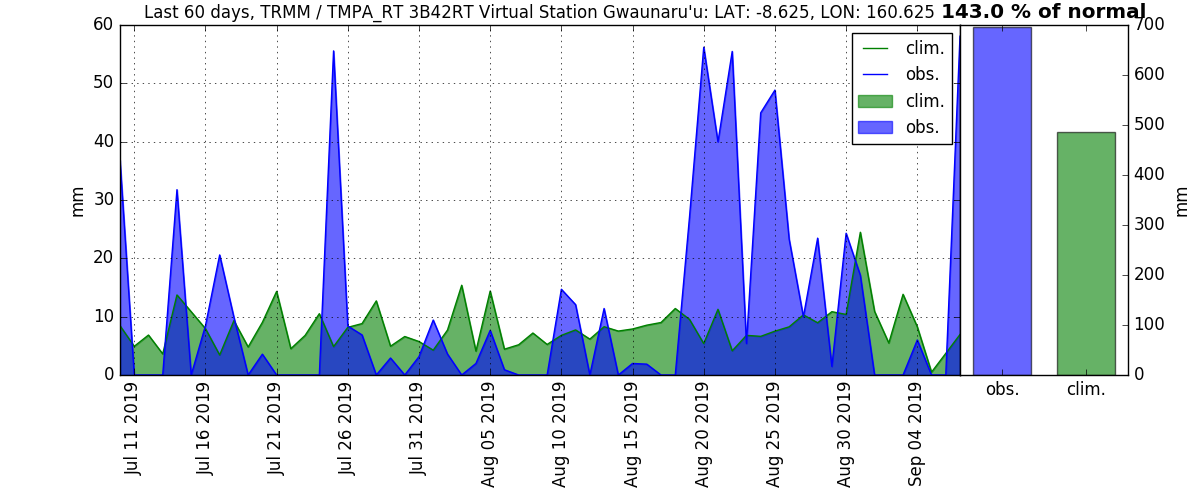 Last 60 days, TRMM / TMPA_RT 3B42RT Virtual Station Gwaunaru'u: LAT: -8.625, LON: 160.625 143.0 % of normal
60
50
40
30
20
10
0
mm
clim.
obs.
clim.
obs.
700
600
500
400
300
200
100
0
mm
Jul 11 2019
Jul 16 2019
Jul 21 2019
Jul 26 2019
Jul 31 2019
Aug 05 2019
Aug 10 2019
Aug 15 2019
Aug 20 2019
Aug 25 2019
Aug 30 2019
Sep 04 2019
obs.
clim.